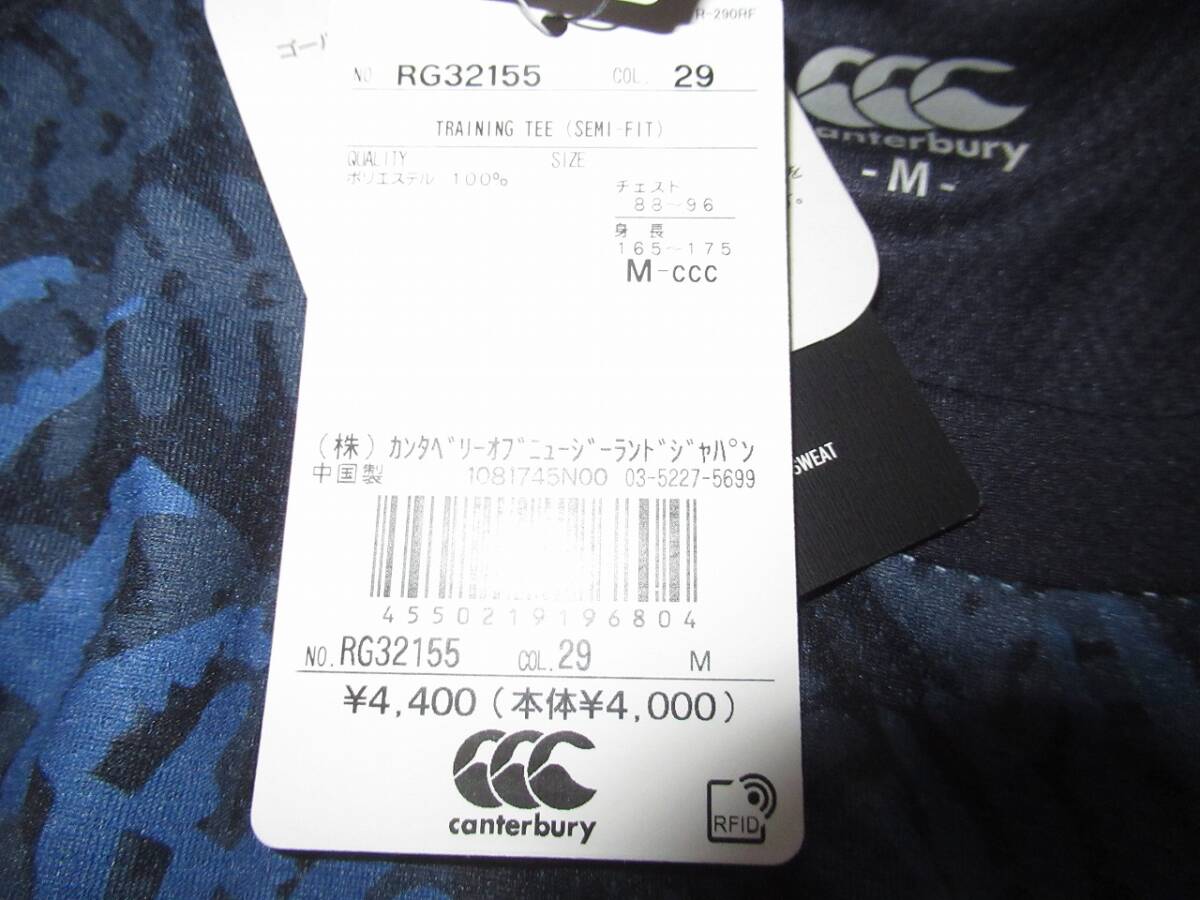 R-290RF
ゴー
NO. RG32155 COL. 29
TRAINING TEE (SEMI-FIT)
QUALITY SIZE
ポリエステル 100%
チェスト
88~96
身長
165~175
M-ccc
(株) カンタベリーオブニュージーランドジャパン
中国製 1081745N00 03-5227-5699
4550219196804
NO. RG32155 COL. 29 M
¥4,400 (本体¥4,000)
canterbury
RFID
canterbury
-M-
SWEAT